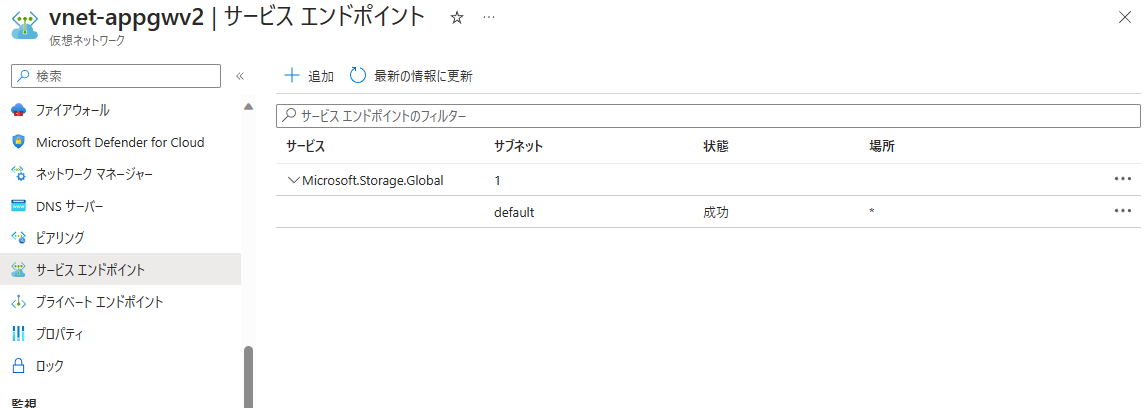 vnet-appgwv2 | サービス エンドポイント ☆ …
仮想ネットワーク
検索 «
ファイアウォール
Microsoft Defender for Cloud
ネットワーク マネージャー
DNS サーバー
ピアリング
サービス エンドポイント
プライベート エンドポイント
プロパティ
ロック
監視
追加 最新の情報に更新
サービス エンドポイントのフィルター
サービス サブネット 状態 場所
Microsoft.Storage.Global 1 …
default 成功 * …